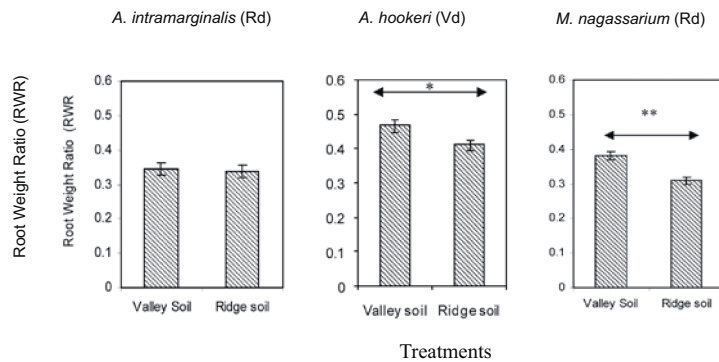 A. intramarginalis (Rd)
A. hookeri (Vd)
M. nagassarium (Rd)
Root Weight Ratio (RWR)
Root Weight Ratio (RWR
0.6
0.5
0.4
0.3
0.2
0.1
0
Valley Soil
Ridge soil
0.6
0.5
0.4
0.3
0.2
0.1
0
*
Valley soil
Ridge soil
0.6
0.5
0.4
0.3
0.2
0.1
0
**
Valley Soil
Ridge soil
Treatments